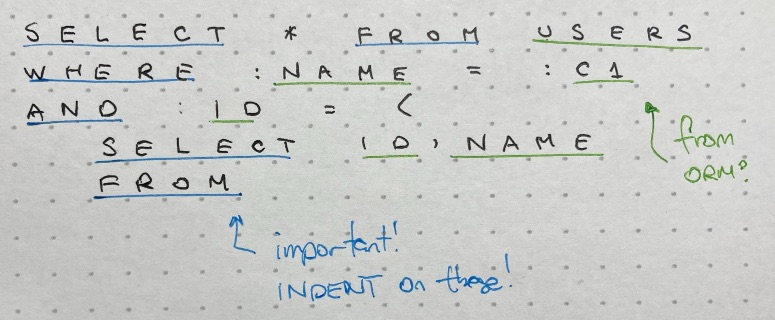 SELECT * FROM USERS
WHERE :NAME = :C1
AND :ID = (
SELECT ID, NAME
FROM
from
ORM?
important!
INDENT on these!